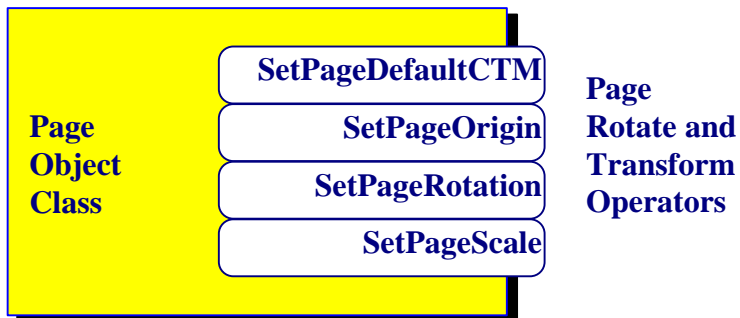 Page
Object
Class
SetPageDefaultCTM
SetPageOrigin
SetPageRotation
SetPageScale
Page
Rotate and
Transform
Operators